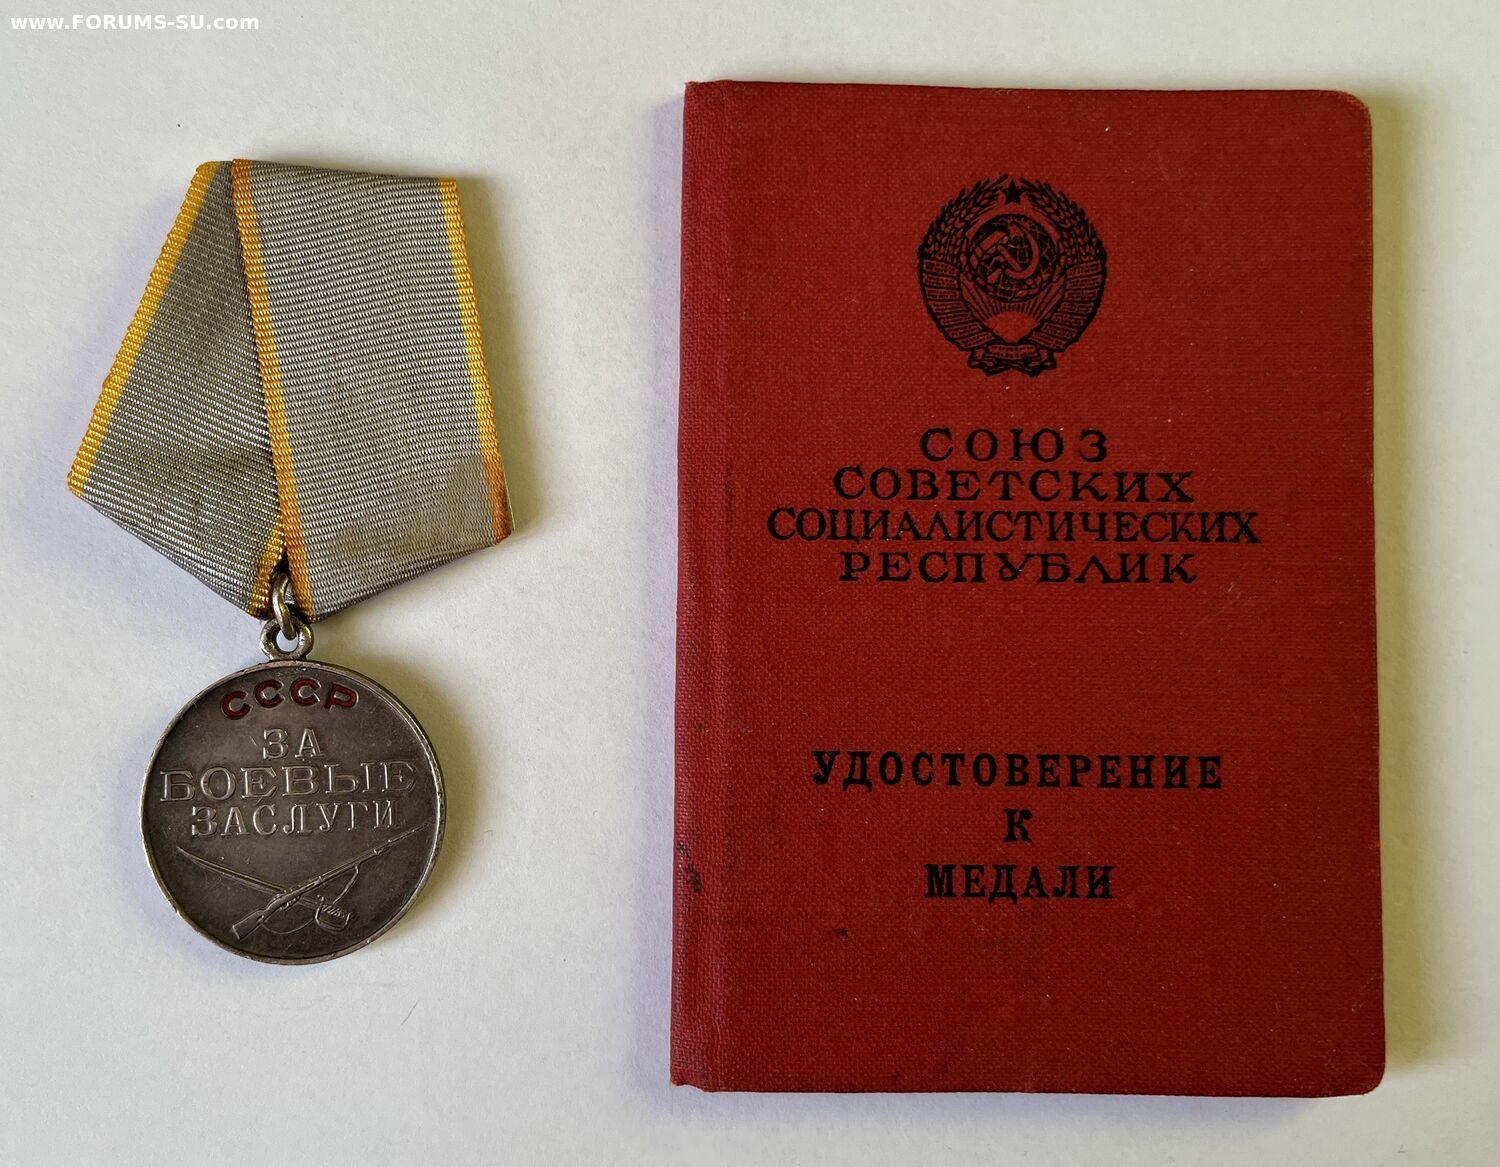 www.FORUMS-SU.com
СССР
ЗА
БОЕВЫЕ
ЗАСЛУГИ
СОЮЗ
СОВЕТСКИХ
СОЦИАЛИСТИЧЕСКИХ
РЕСПУБЛИК
УДОСТОВЕРЕНИЕ
К
МЕДАЛИ